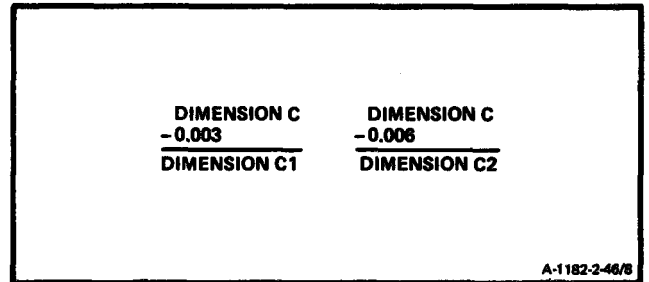 DIMENSION C DIMENSION C
– 0.003 – 0.006
DIMENSION C1 DIMENSION C2
A-1182-2-46/8